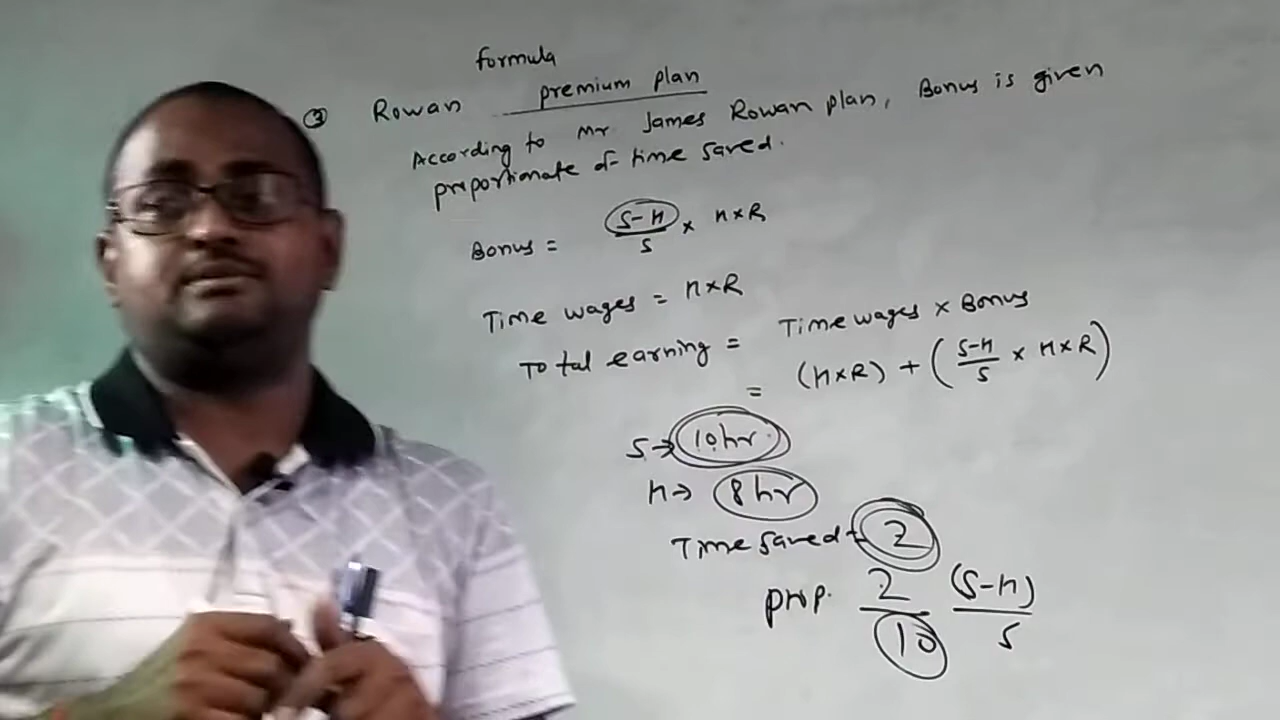 formula
③ Rowan premium plan
According to Mr James Rowan plan, Bonus is given
proportionate of time saved.
Bonus = S-H/S × H×R
Time wages = H×R
Total earning = Time wages × Bonus
= (H×R) + (S-H/S × H×R)
S→ 10hr
H→ 8hr
Time saved = 2
prop. 2/10 (S-H)/S